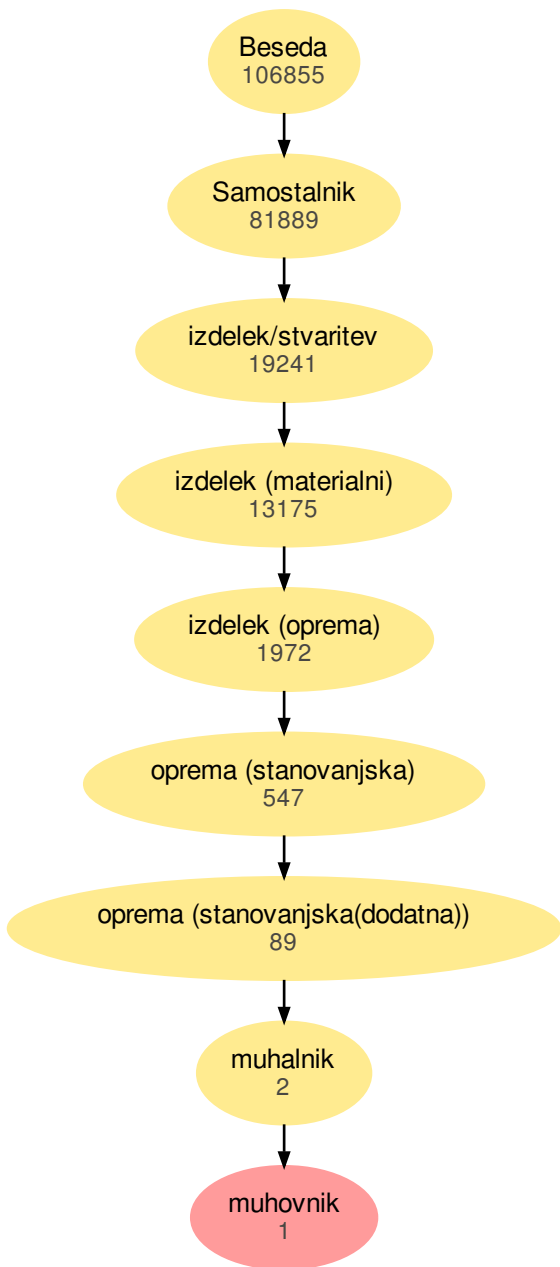 Beseda
106855
Samostalnik
81889
izdelek/stvaritev
19241
izdelek (materialni)
13175
izdelek (oprema)
1972
oprema (stanovanjska)
547
oprema (stanovanjska(dodatna))
89
muhalnik
2
muhovnik
1